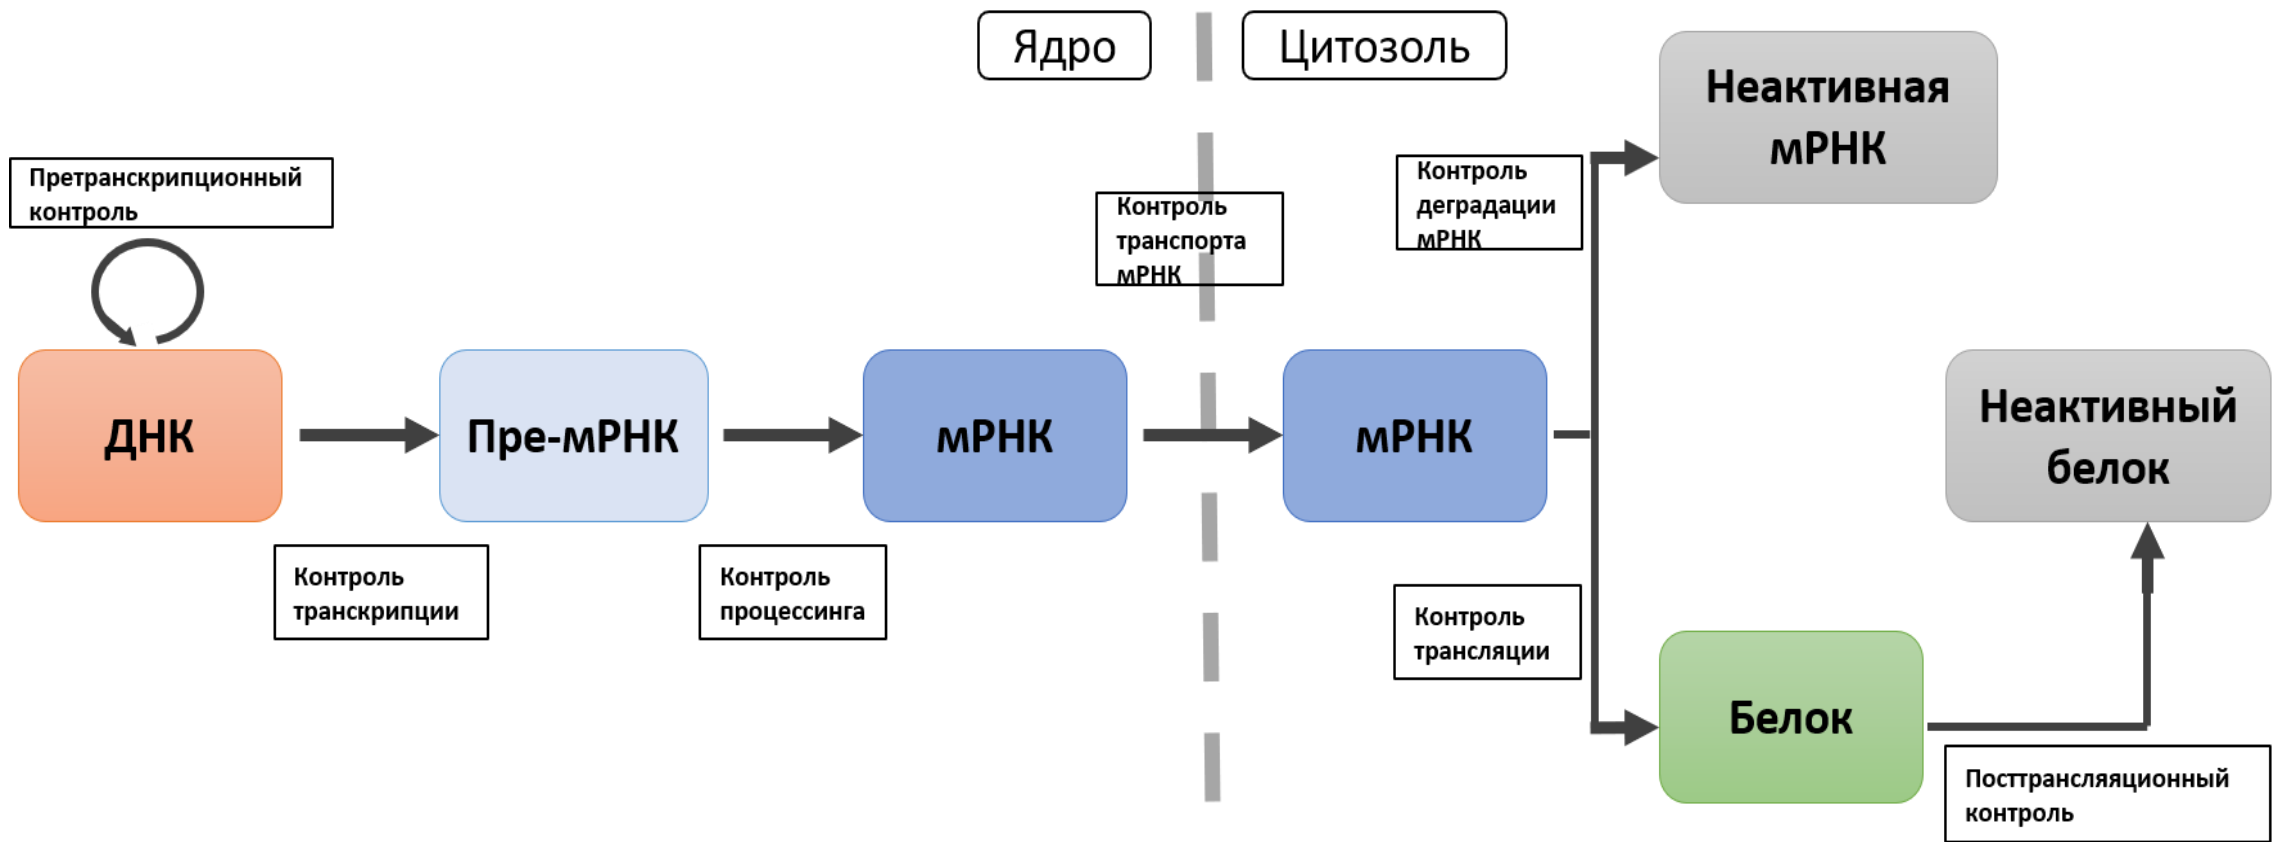 Ядро
Цитозоль
Неактивная
мРНК
Претранскрипционный
контроль
Контроль
транспорта
мРНК
Контроль
деградации
мРНК
ДНК
Пре-мРНК
мРНК
мРНК
Неактивный
белок
Контроль
транскрипции
Контроль
процессинга
Контроль
трансляции
Белок
Посттрансляяционный
контроль